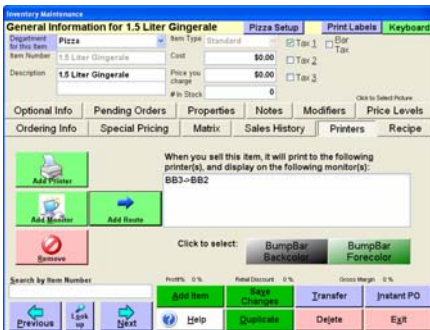 Inventory Maintenance
General Information for 1.5 Liter Gingerale
Pizza Setup
Print Labels
Keyboard
Department for this Item
Pizza
Item Type
Standard
Tax 1
Bar Tax
Item Number
1.5 Liter Gingerale
Cost
$0.00
Tax 2
Description
1.5 Liter Gingerale
Price you charge
$0.00
Tax 3
# In Stock
0
Click to Select Picture
Optional Info
Pending Orders
Properties
Notes
Modifiers
Price Levels
Ordering Info
Special Pricing
Matrix
Sales History
Printers
Recipe
When you sell this item, it will print to the following
printer(s), and display on the following monitor(s):
BB3->BB2
Add Printer
Add Monitor
Add Route
Remove
Click to select:
BumpBar Backcolor
BumpBar Forecolor
Search by Item Number
Profit% 0 %
Retail Discount 0 %
Gross Margin 0 %
Add Item
Save Changes
Transfer
Instant PO
Previous
Look up
Next
Help
Duplicate
Delete
Exit